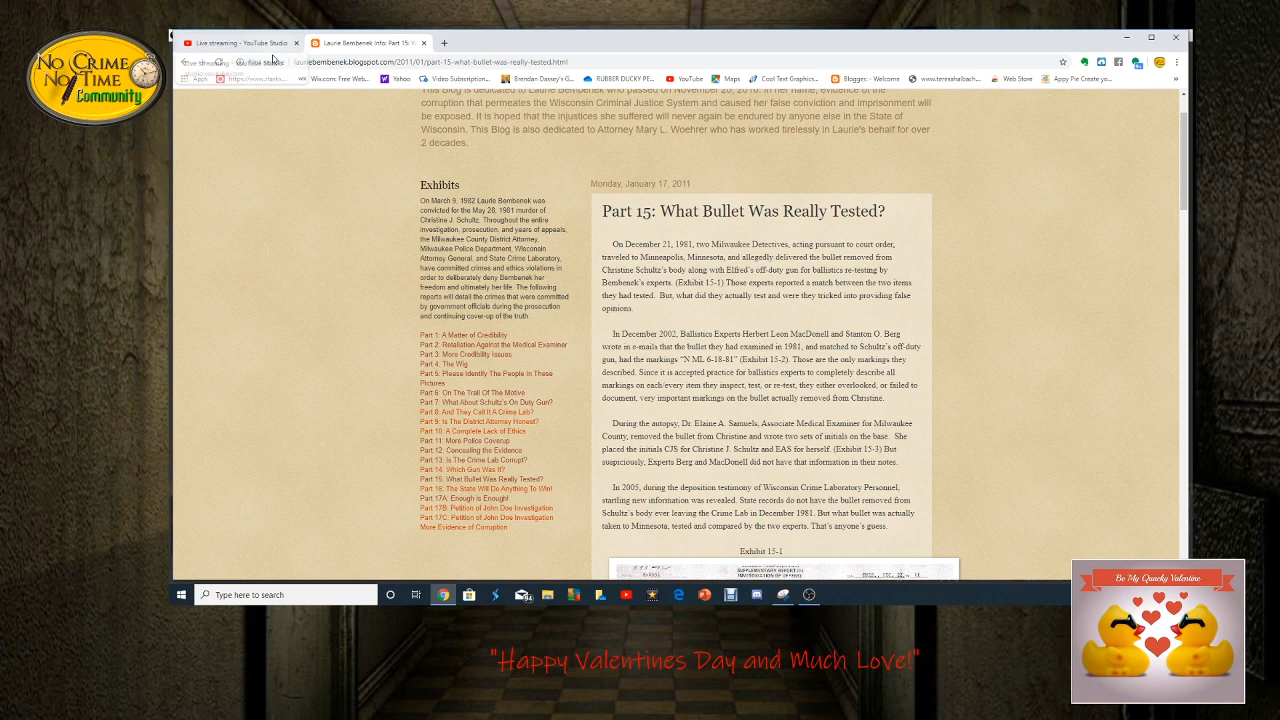 NO CRIME
NO TIME
Community
Live streaming - YouTube Studio
Laurie Bembenek Info: Part 15: W
lauriebembenek.blogspot.com/2011/01/part-15-what-bullet-was-really-tested.html
Apps
Wix.com: Free Web...
Yahoo
Video Subscription...
Brendan Dassey's G...
RUBBER DUCKY PE...
YouTube
Maps
Cool Text Graphics...
Blogger: - Welcome
www.teresahalbach...
Web Store
Appy Pie Create yo...
This Blog is dedicated to Laurie Bembenek who passed on November 20, 2010. In her name, evidence of the
corruption that permeates the Wisconsin Criminal Justice System and caused her false conviction and imprisonment will
be exposed. It is hoped that the injustices she suffered will never again be endured by anyone else in the State of
Wisconsin. This Blog is also dedicated to Attorney Mary L. Woehrer who has worked tirelessly in Laurie's behalf for over
2 decades.
Exhibits
On March 9, 1982 Laurie Bembenek was
convicted for the May 28, 1981 murder of
Christine J. Schultz. Throughout the entire
investigation, prosecution, and years of appeals,
the Milwaukee County District Attorney,
Milwaukee Police Department, Wisconsin
Attorney General, and State Crime Laboratory,
have committed crimes and ethics violations in
order to deliberately deny Bembenek her
freedom and ultimately her life. The following
reports will detail the crimes that were committed
by government officials during the prosecution
and continuing cover-up of the truth.
Part 1: A Matter of Credibility
Part 2: Retaliation Against the Medical Examiner
Part 3: More Credibility Issues
Part 4: The Wig
Part 5: Please Identify The People In These
Pictures
Part 6: On The Trail Of The Motive
Part 7: What About Schultz's On Duty Gun?
Part 8: And They Call It A Crime Lab?
Part 9: Is The District Attorney Honest?
Part 10: A Complete Lack of Ethics
Part 11: More Police Coverup
Part 12: Concealing the Evidence
Part 13: Is The Crime Lab Corrupt?
Part 14: Which Gun Was It?
Part 15: What Bullet Was Really Tested?
Part 16: The State Will Do Anything To Win!
Part 17A: Enough is Enough!
Part 17B: Petition of John Doe Investigation
Part 17C: Petition of John Doe Investigation
More Evidence of Corruption
Monday, January 17, 2011
Part 15: What Bullet Was Really Tested?
On December 21, 1981, two Milwaukee Detectives, acting pursuant to court order,
traveled to Minneapolis, Minnesota, and allegedly delivered the bullet removed from
Christine Schultz's body along with Elfred's off-duty gun for ballistics re-testing by
Bembenek's experts. (Exhibit 15-1) Those experts reported a match between the two items
they had tested. But, what did they actually test and were they tricked into providing false
opinions.
In December 2002, Ballistics Experts Herbert Leon MacDonell and Stanton O. Berg
wrote in e-mails that the bullet they had examined in 1981, and matched to Schultz's off-duty
gun, had the markings "N ML 6-18-81" (Exhibit 15-2). Those are the only markings they
described. Since it is accepted practice for ballistics experts to completely describe all
markings on each/every item they inspect, test, or re-test, they either overlooked, or failed to
document, very important markings on the bullet actually removed from Christine.
During the autopsy, Dr. Elaine A. Samuels, Associate Medical Examiner for Milwaukee
County, removed the bullet from Christine and wrote two sets of initials on the base. She
placed the initials CJS for Christine J. Schultz and EAS for herself. (Exhibit 15-3) But
suspiciously, Experts Berg and MacDonell did not have that information in their notes.
In 2005, during the deposition testimony of Wisconsin Crime Laboratory Personnel,
startling new information was revealed. State records do not have the bullet removed from
Schultz's body ever leaving the Crime Lab in December 1981. But what bullet was actually
taken to Minnesota, tested and compared by the two experts. That's anyone's guess.
Exhibit 15-1
SUPPLEMENTARY REPORT ON
INVESTIGATION OF OFFENSE
Type here to search
Be My Quacky Valentine
"Happy Valentines Day and Much Love!"